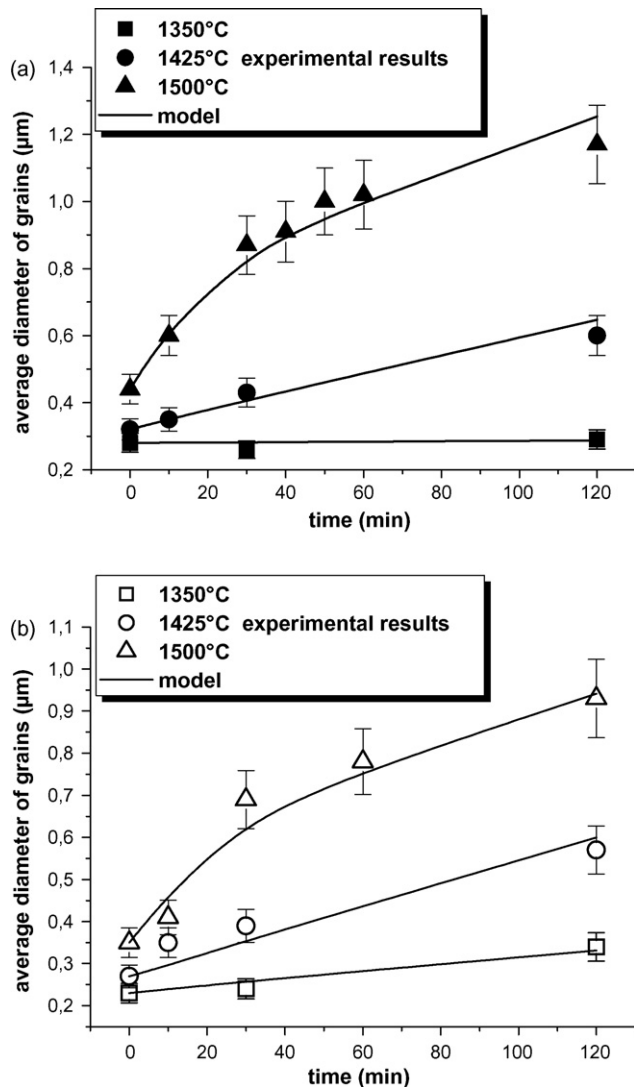 (a)
1350°C
1425°C experimental results
1500°C
model
1,4
1,2
1,0
0,8
0,6
0,4
0,2
average diameter of grains (µm)
0 20 40 60 80 100 120
time (min)
(b)
1350°C
1425°C experimental results
1500°C
model
1,1
1,0
0,9
0,8
0,7
0,6
0,5
0,4
0,3
0,2
average diameter of grains (µm)
0 20 40 60 80 100 120
time (min)